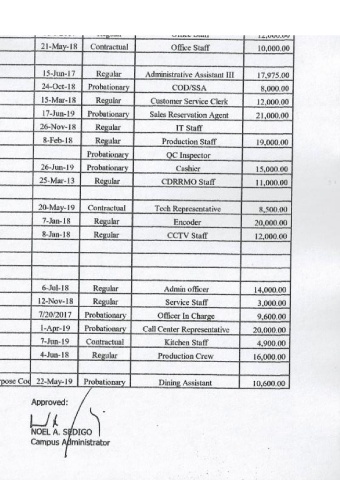 21-May-18 Contractual Office Staff 10,000.00
15-Jun-17 Regular Administrative Assistant III 17,975.00
24-Oct-18 Probationary COD/SSA 8,000.00
15-Mar-18 Regular Customer Service Clerk 12,000.00
17-Jun-19 Probationary Sales Reservation Agent 21,000.00
26-Nov-18 Regular IT Staff
8-Feb-18 Regular Production Staff 19,000.00
Probationary QC Inspector
26-Jun-19 Probationary Cashier 15,000.00
25-Mar-13 Regular CDRRMO Staff 11,000.00
20-May-19 Contractual Tech Representative 8,500.00
7-Jan-18 Regular Encoder 20,000.00
8-Jan-18 Regular CCTV Staff 12,000.00
6-Jul-18 Regular Admin officer 14,000.00
12-Nov-18 Regular Service Staff 3,000.00
7/20/2017 Probationary Officer In Charge 9,600.00
1-Apr-19 Probationary Call Center Representative 20,000.00
7-Jun-19 Contractual Kitchen Staff 4,900.00
4-Jun-18 Regular Production Crew 16,000.00
pose Cod 22-May-19 Probationary Dining Assistant 10,600.00
Approved:
NOEL A. SEDIGO
Campus Administrator